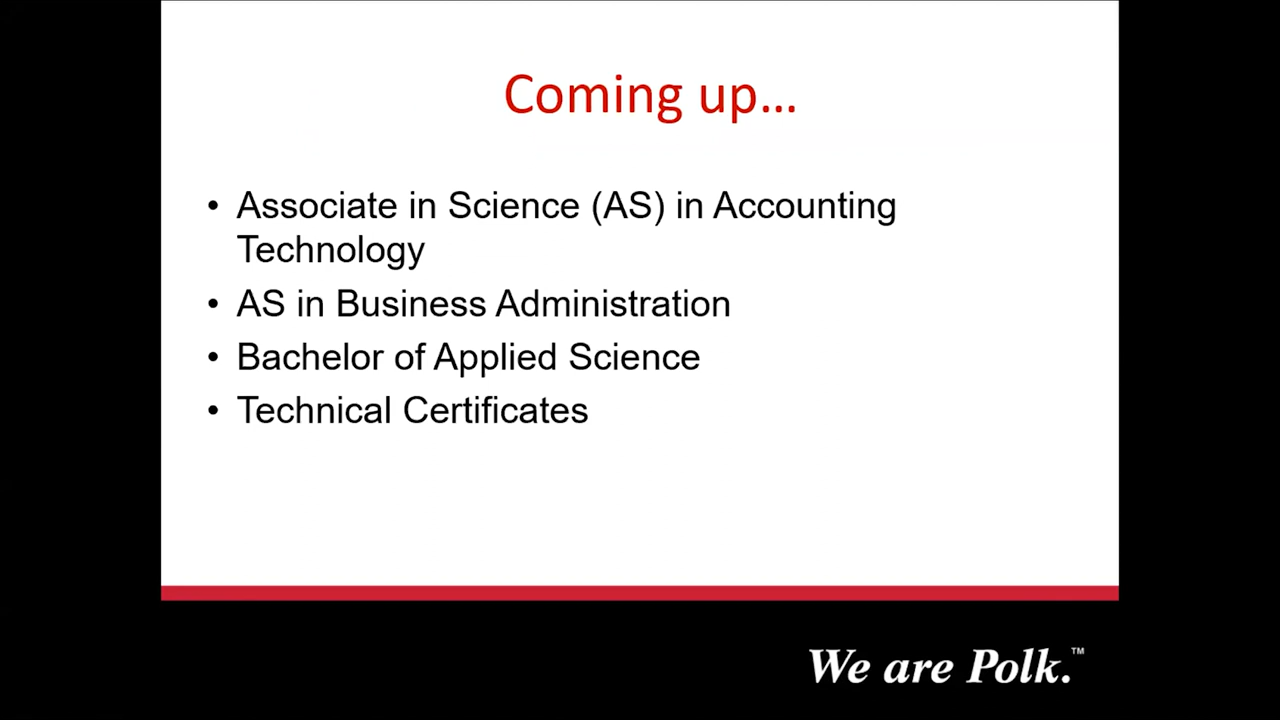 Coming up...
• Associate in Science (AS) in Accounting
Technology
• AS in Business Administration
• Bachelor of Applied Science
• Technical Certificates
We are Polk.™